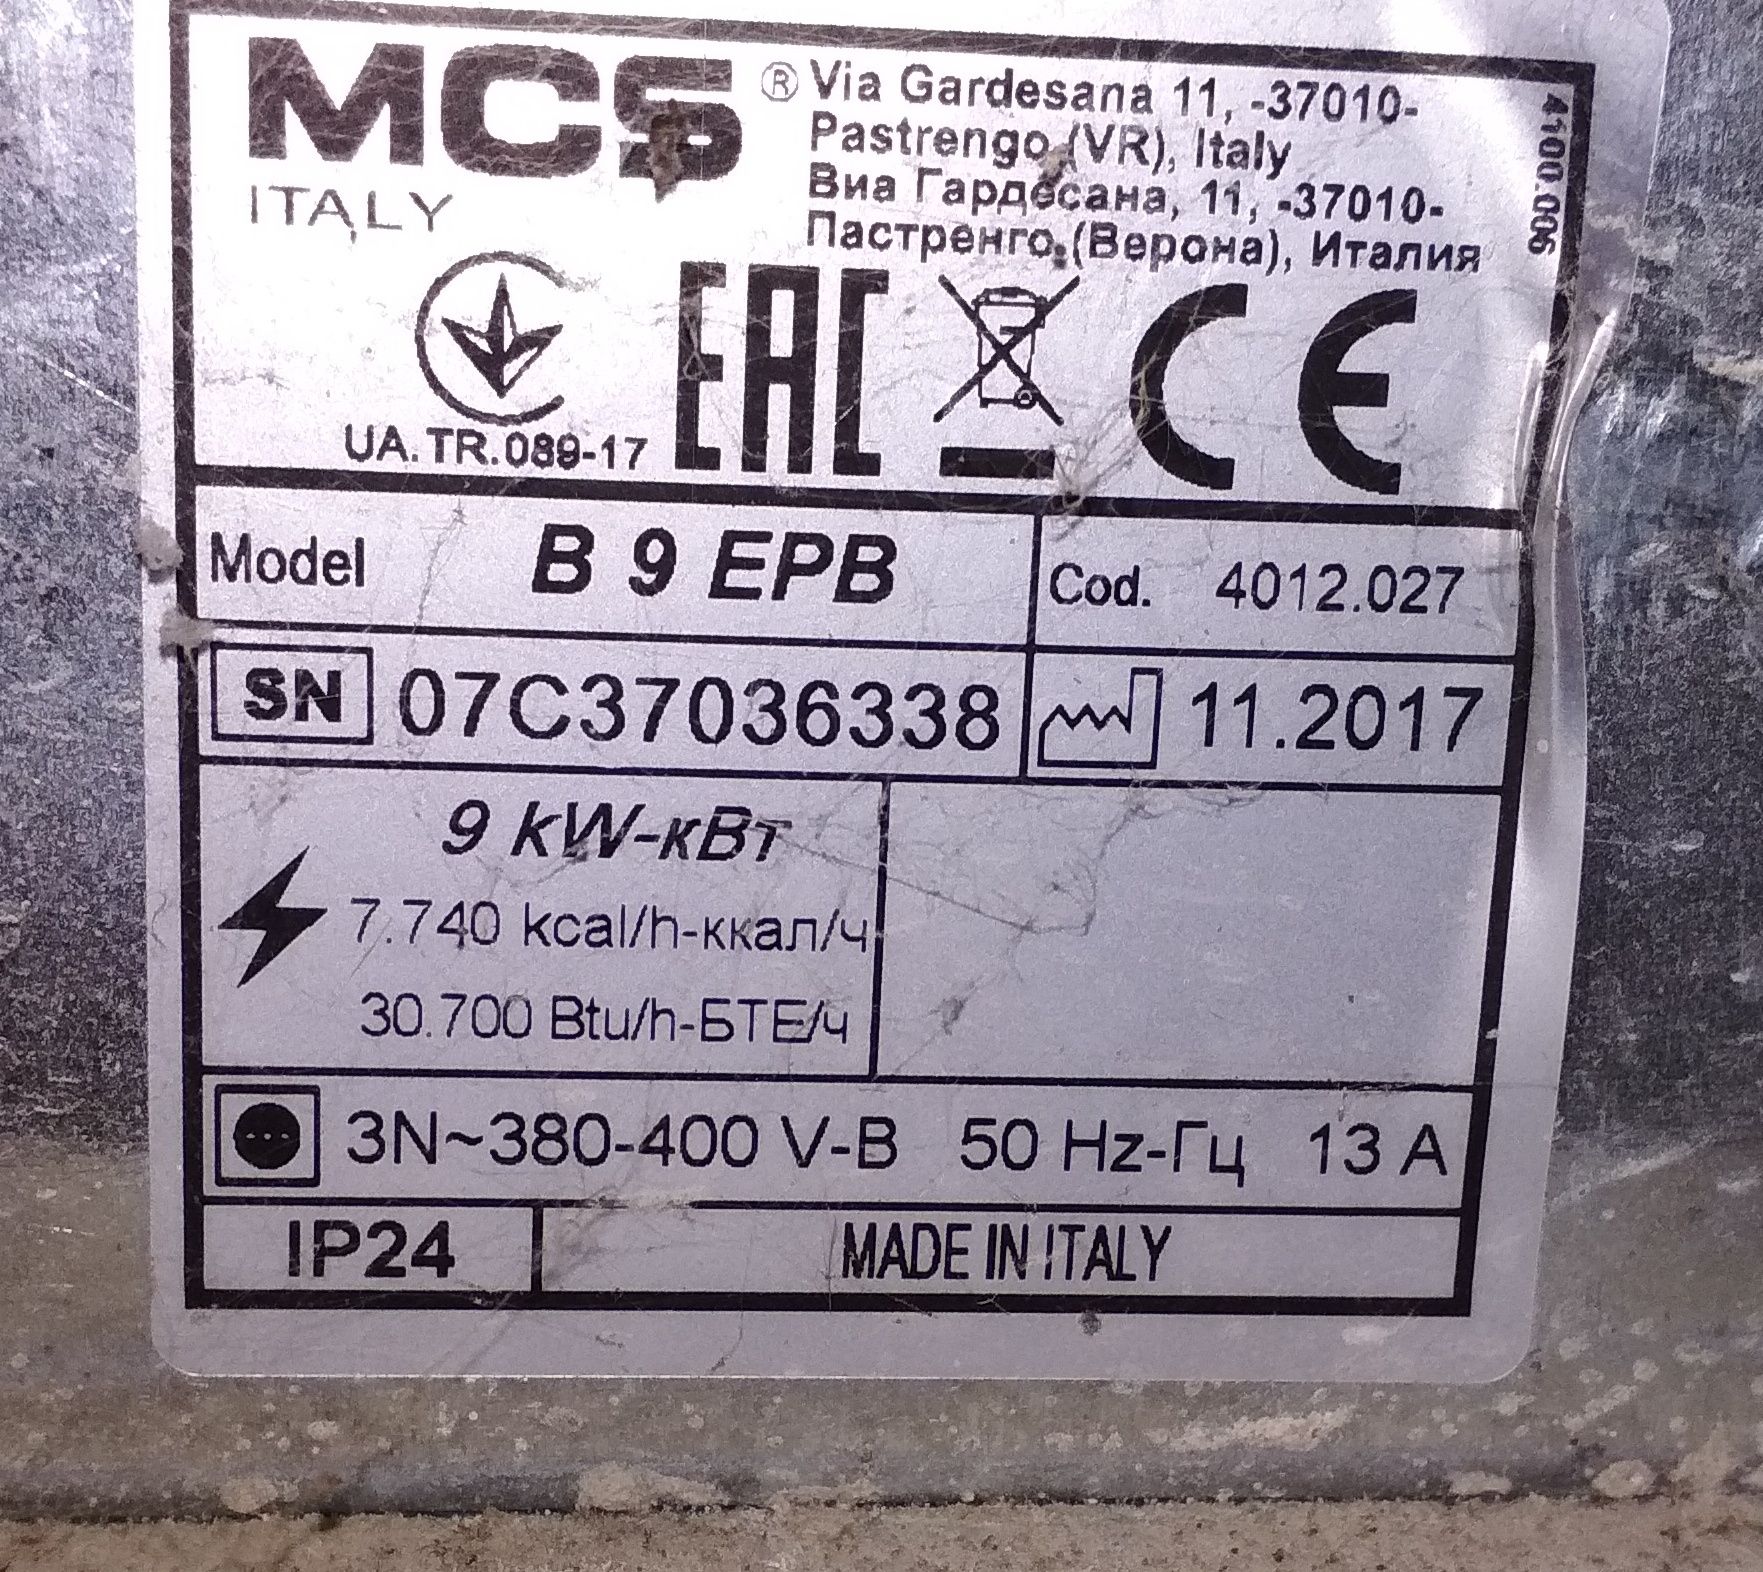 MCS ®
ITALY
Via Gardesana 11, -37010-
Pastrengo (VR), Italy
Виа Гардесана, 11, -37010-
Пастренго (Верона), Италия
4100.006
UA.TR.089-17
EAC
CE
Model B 9 EPB
Cod. 4012.027
SN 07C37036338
11.2017
9 kW-кВт
7.740 kcal/h-ккал/ч
30.700 Btu/h-БТЕ/ч
3N~380-400 V-В 50 Hz-Гц 13 A
IP24
MADE IN ITALY